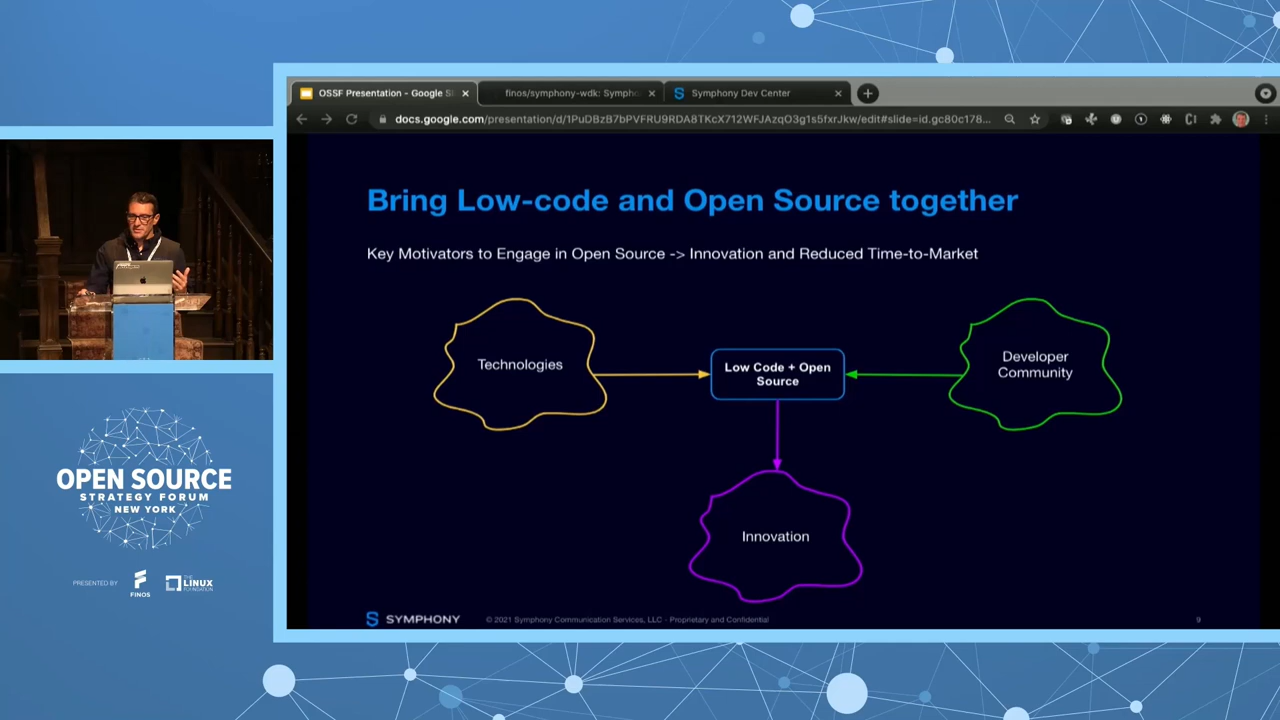 OSSF Presentation - Google Sl
finos/symphony-wdk: Sympho
Symphony Dev Center
docs.google.com/presentation/d/1PuDBzB7bPVFRU9RDA8TKcX712WFJAzqO3g1s5fxrJkw/edit#slide=id.gc80c178...
Bring Low-code and Open Source together
Key Motivators to Engage in Open Source -> Innovation and Reduced Time-to-Market
Technologies
Low Code + Open
Source
Developer
Community
Innovation
SYMPHONY
© 2021 Symphony Communication Services, LLC - Proprietary and Confidential
9
OPEN SOURCE
STRATEGY FORUM
NEW YORK
PRESENTED BY
FINOS
THE
LINUX
FOUNDATION